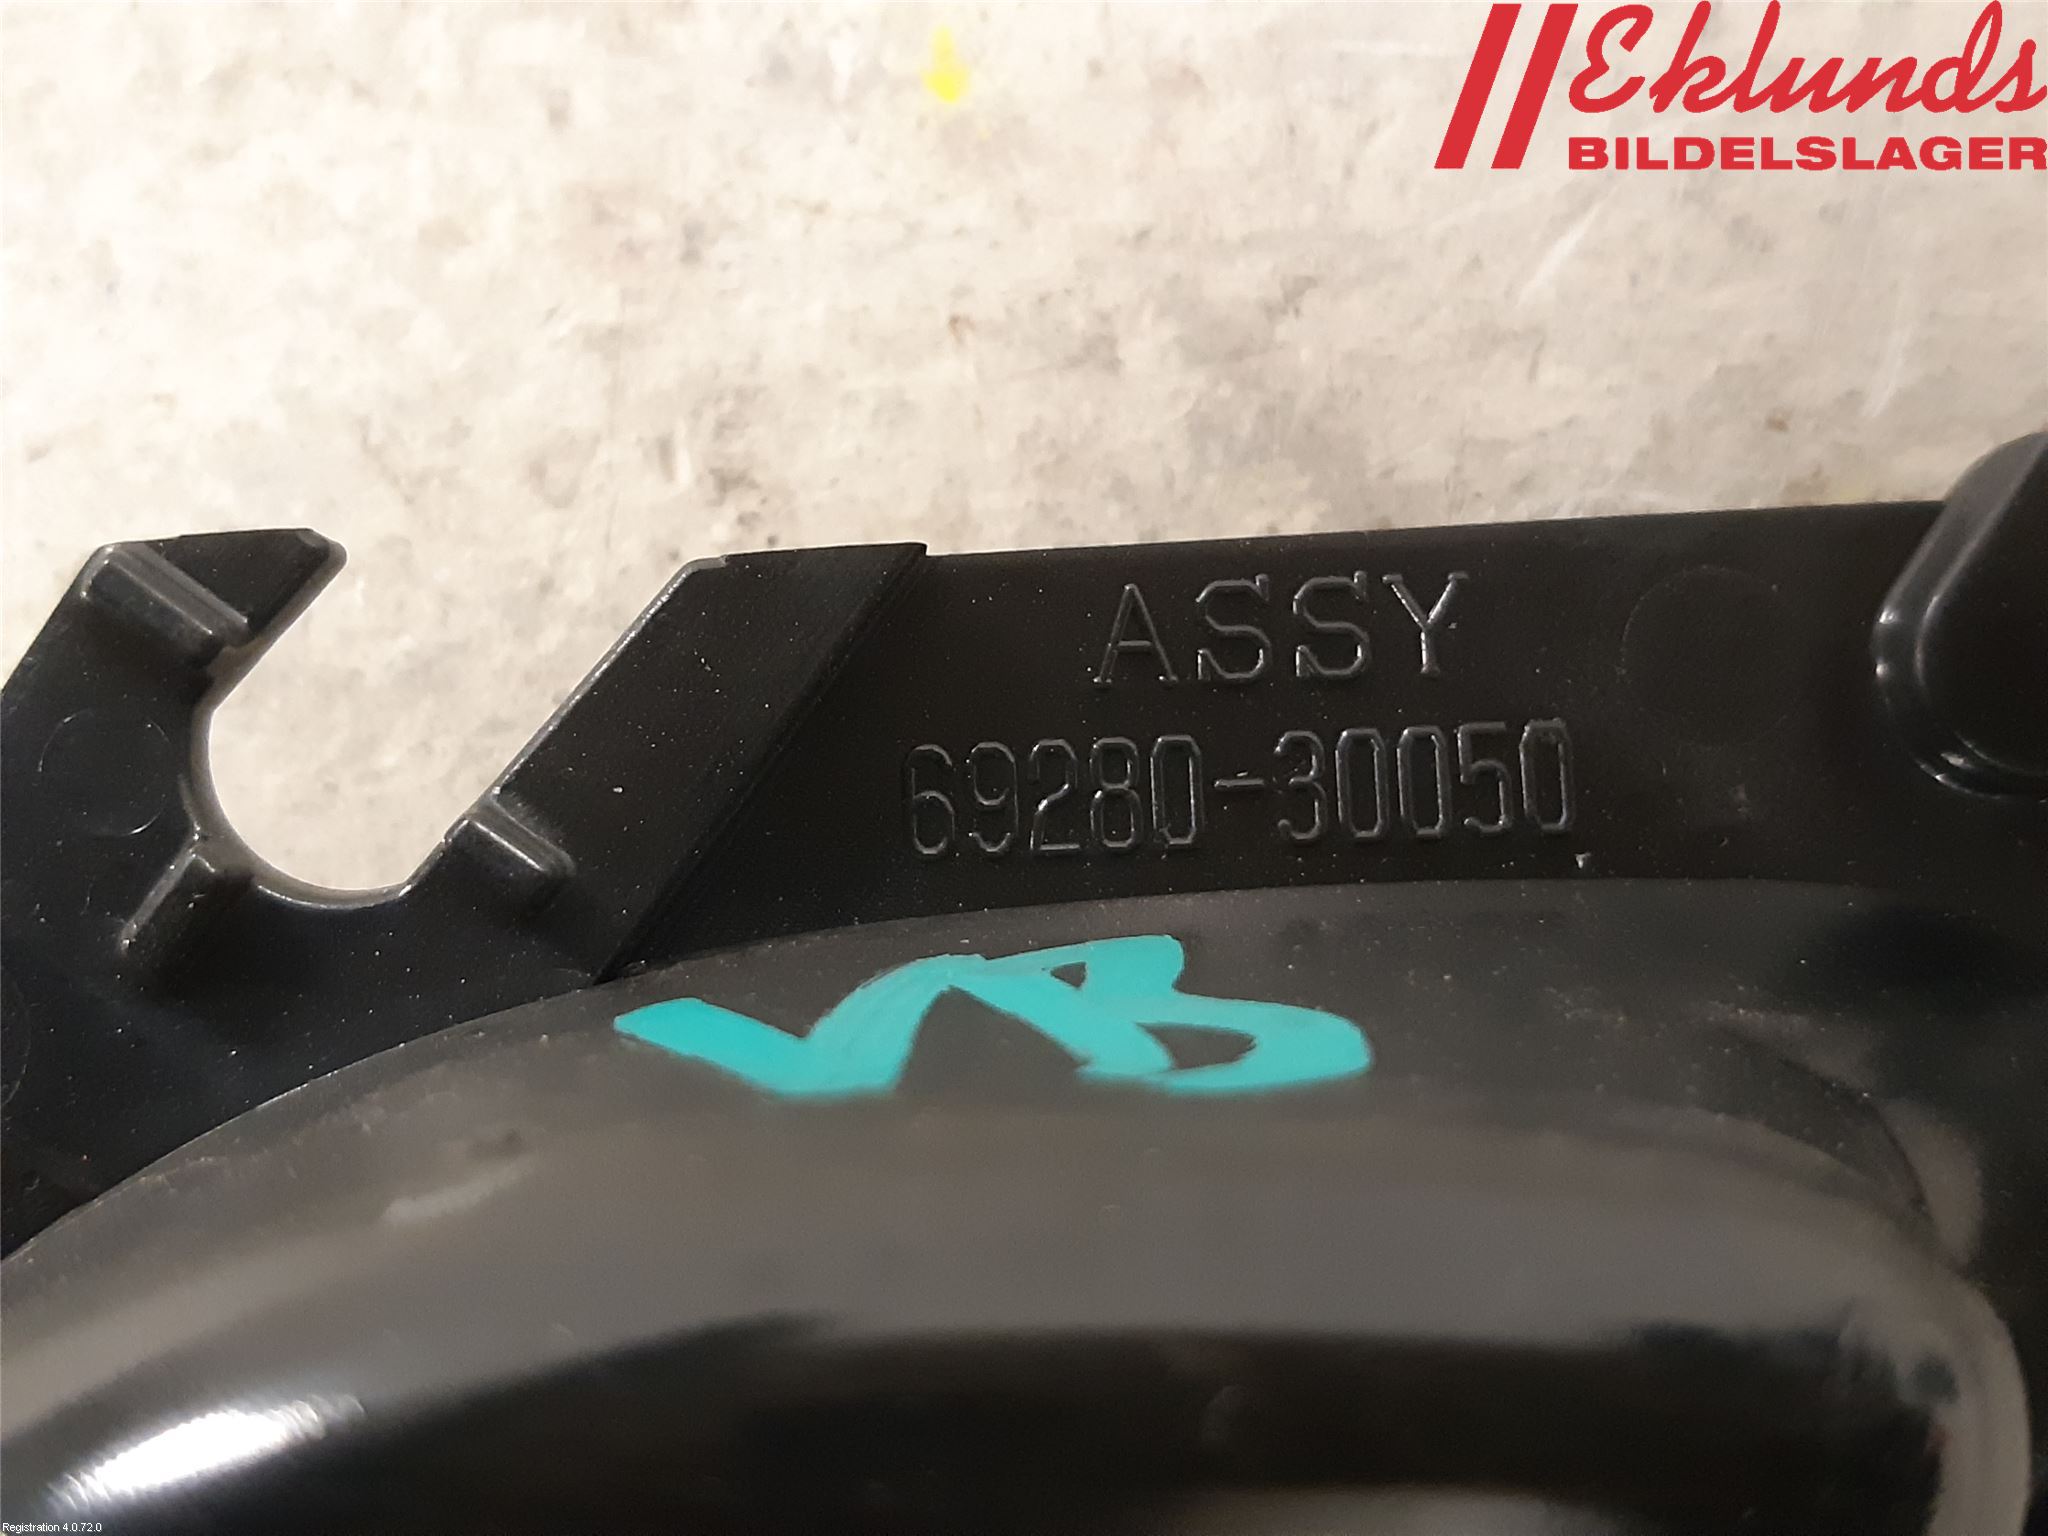 Eklunds
BILDELSLAGER
ASSY
69280-30050
VB
Registration 4.0.72.0